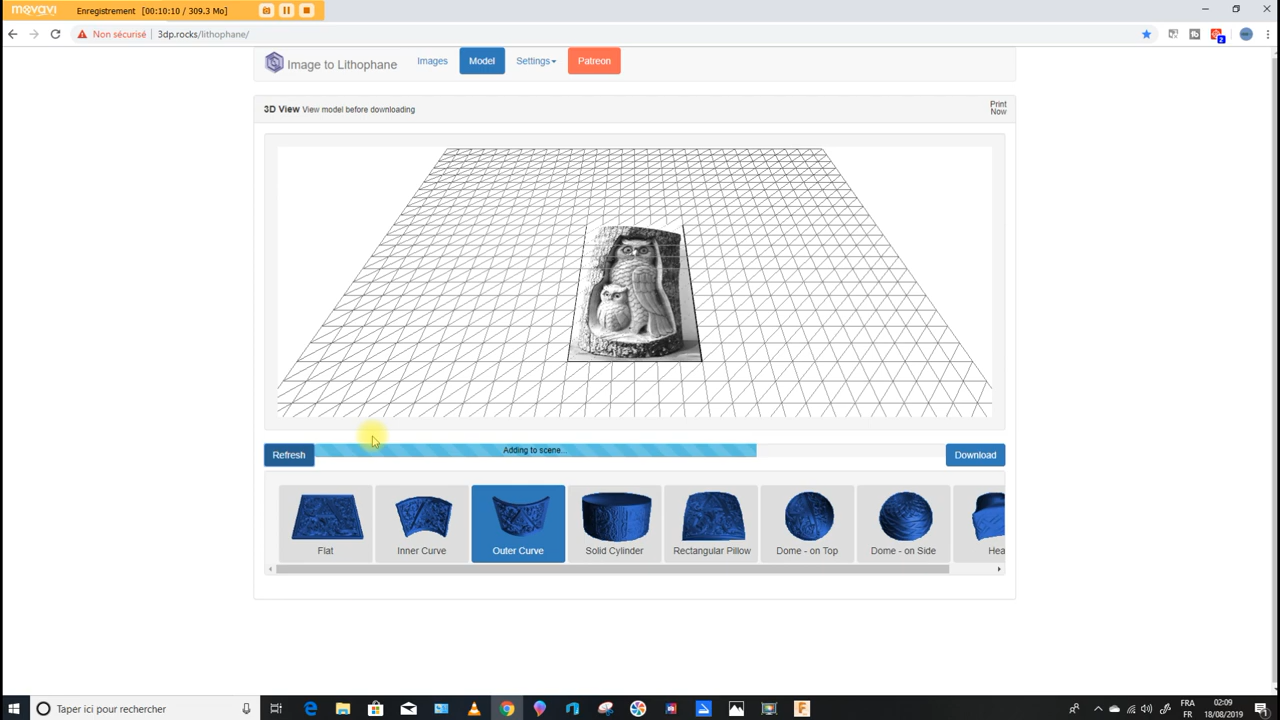 movavi Enregistrement [00:10:10 / 309.3 Mo]
Non sécurisé 3dp.rocks/lithophane/
2
Image to Lithophane Images Model Settings Patreon
3D View View model before downloading
Print
Now
Refresh Adding to scene... Download
Flat Inner Curve Outer Curve Solid Cylinder Rectangular Pillow Dome - on Top Dome - on Side Hea
Taper ici pour rechercher
FRA 02:09
FR 18/08/2019 1